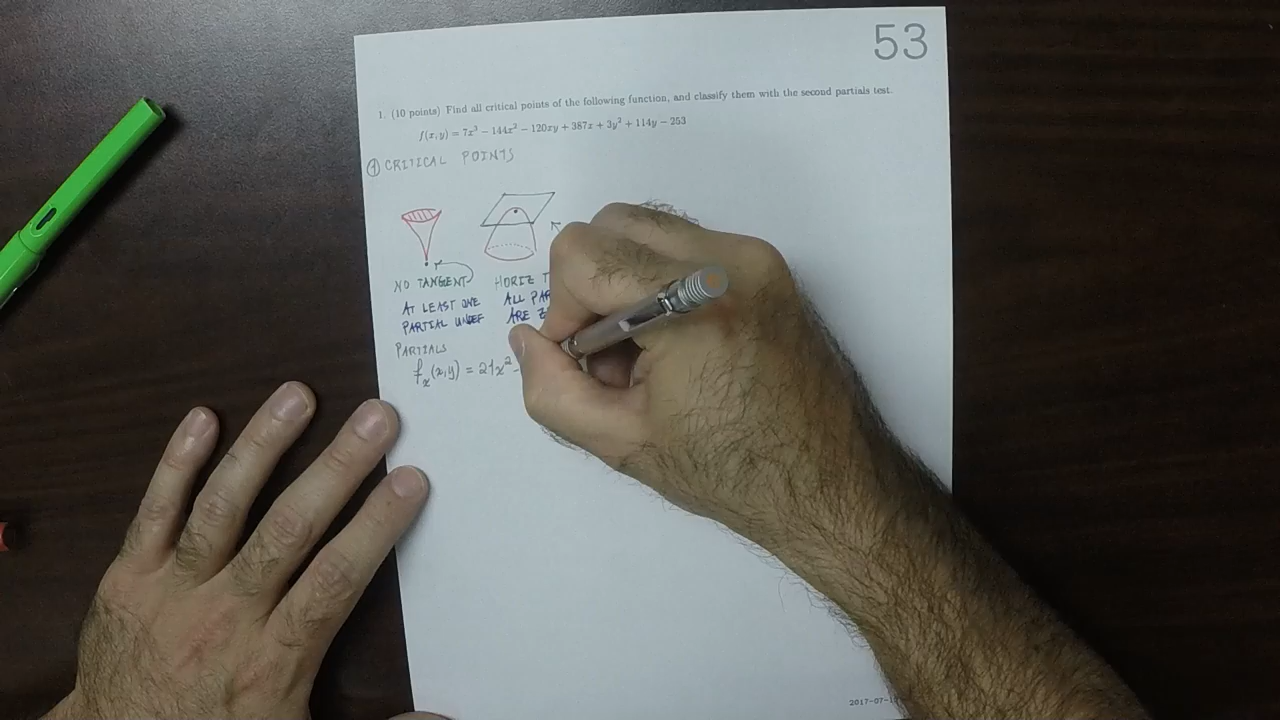 53
1. (10 points) Find all critical points of the following function, and classify them with the second partials test.
f(x, y) = 7x³ − 144x² − 120xy + 387x + 3y² + 114y − 253
① CRITICAL POINTS
NO TANGENT HORIZ T
AT LEAST ONE ALL PAR
PARTIAL UNDEF ARE Z
PARTIALS
fₓ(x,y) = 21x² -
2017-07-1